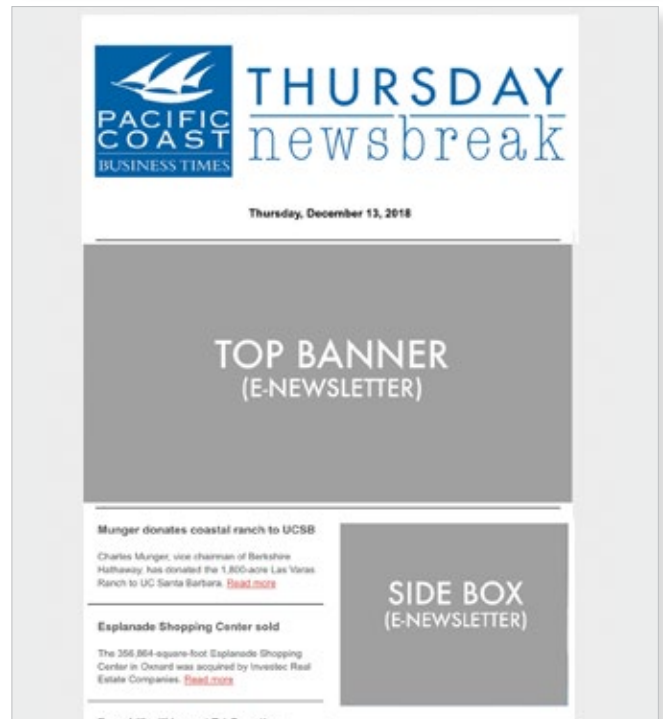 PACIFIC
COAST
BUSINESS TIMES
THURSDAY
newsbreak
Thursday, December 13, 2018
TOP BANNER
(E-NEWSLETTER)
Munger donates coastal ranch to UCSB
Charles Munger, vice chairman of Berkshire
Hathaway, has donated the 1,800-acre Las Varas
Ranch to UC Santa Barbara. Read more
SIDE BOX
(E-NEWSLETTER)
Esplanade Shopping Center sold
The 356,864-square-foot Esplanade Shopping
Center in Oxnard was acquired by Investec Real
Estate Companies. Read more